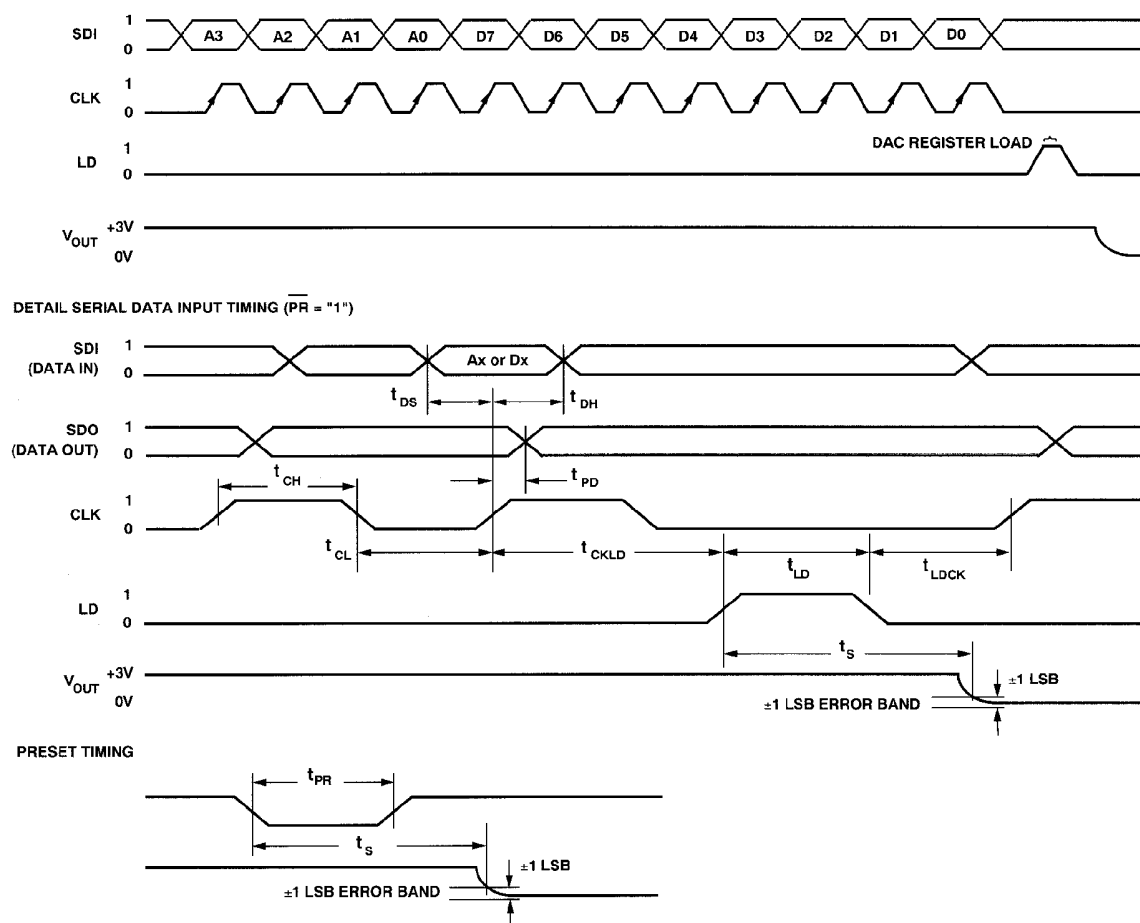 SDI 1 0 A3 A2 A1 A0 D7 D6 D5 D4 D3 D2 D1 D0
CLK 1 0
DAC REGISTER LOAD
LD 1 0
VOUT +3V 0V
DETAIL SERIAL DATA INPUT TIMING (PR = "1")
SDI (DATA IN) 1 0 Ax or Dx
tDS tDH
SDO (DATA OUT) 1 0
tCH tPD
CLK 1 0
tCL tCKLD tLD tLDCK
LD 1 0
tS
VOUT +3V 0V ±1 LSB
±1 LSB ERROR BAND
PRESET TIMING
tPR
tS
±1 LSB
±1 LSB ERROR BAND